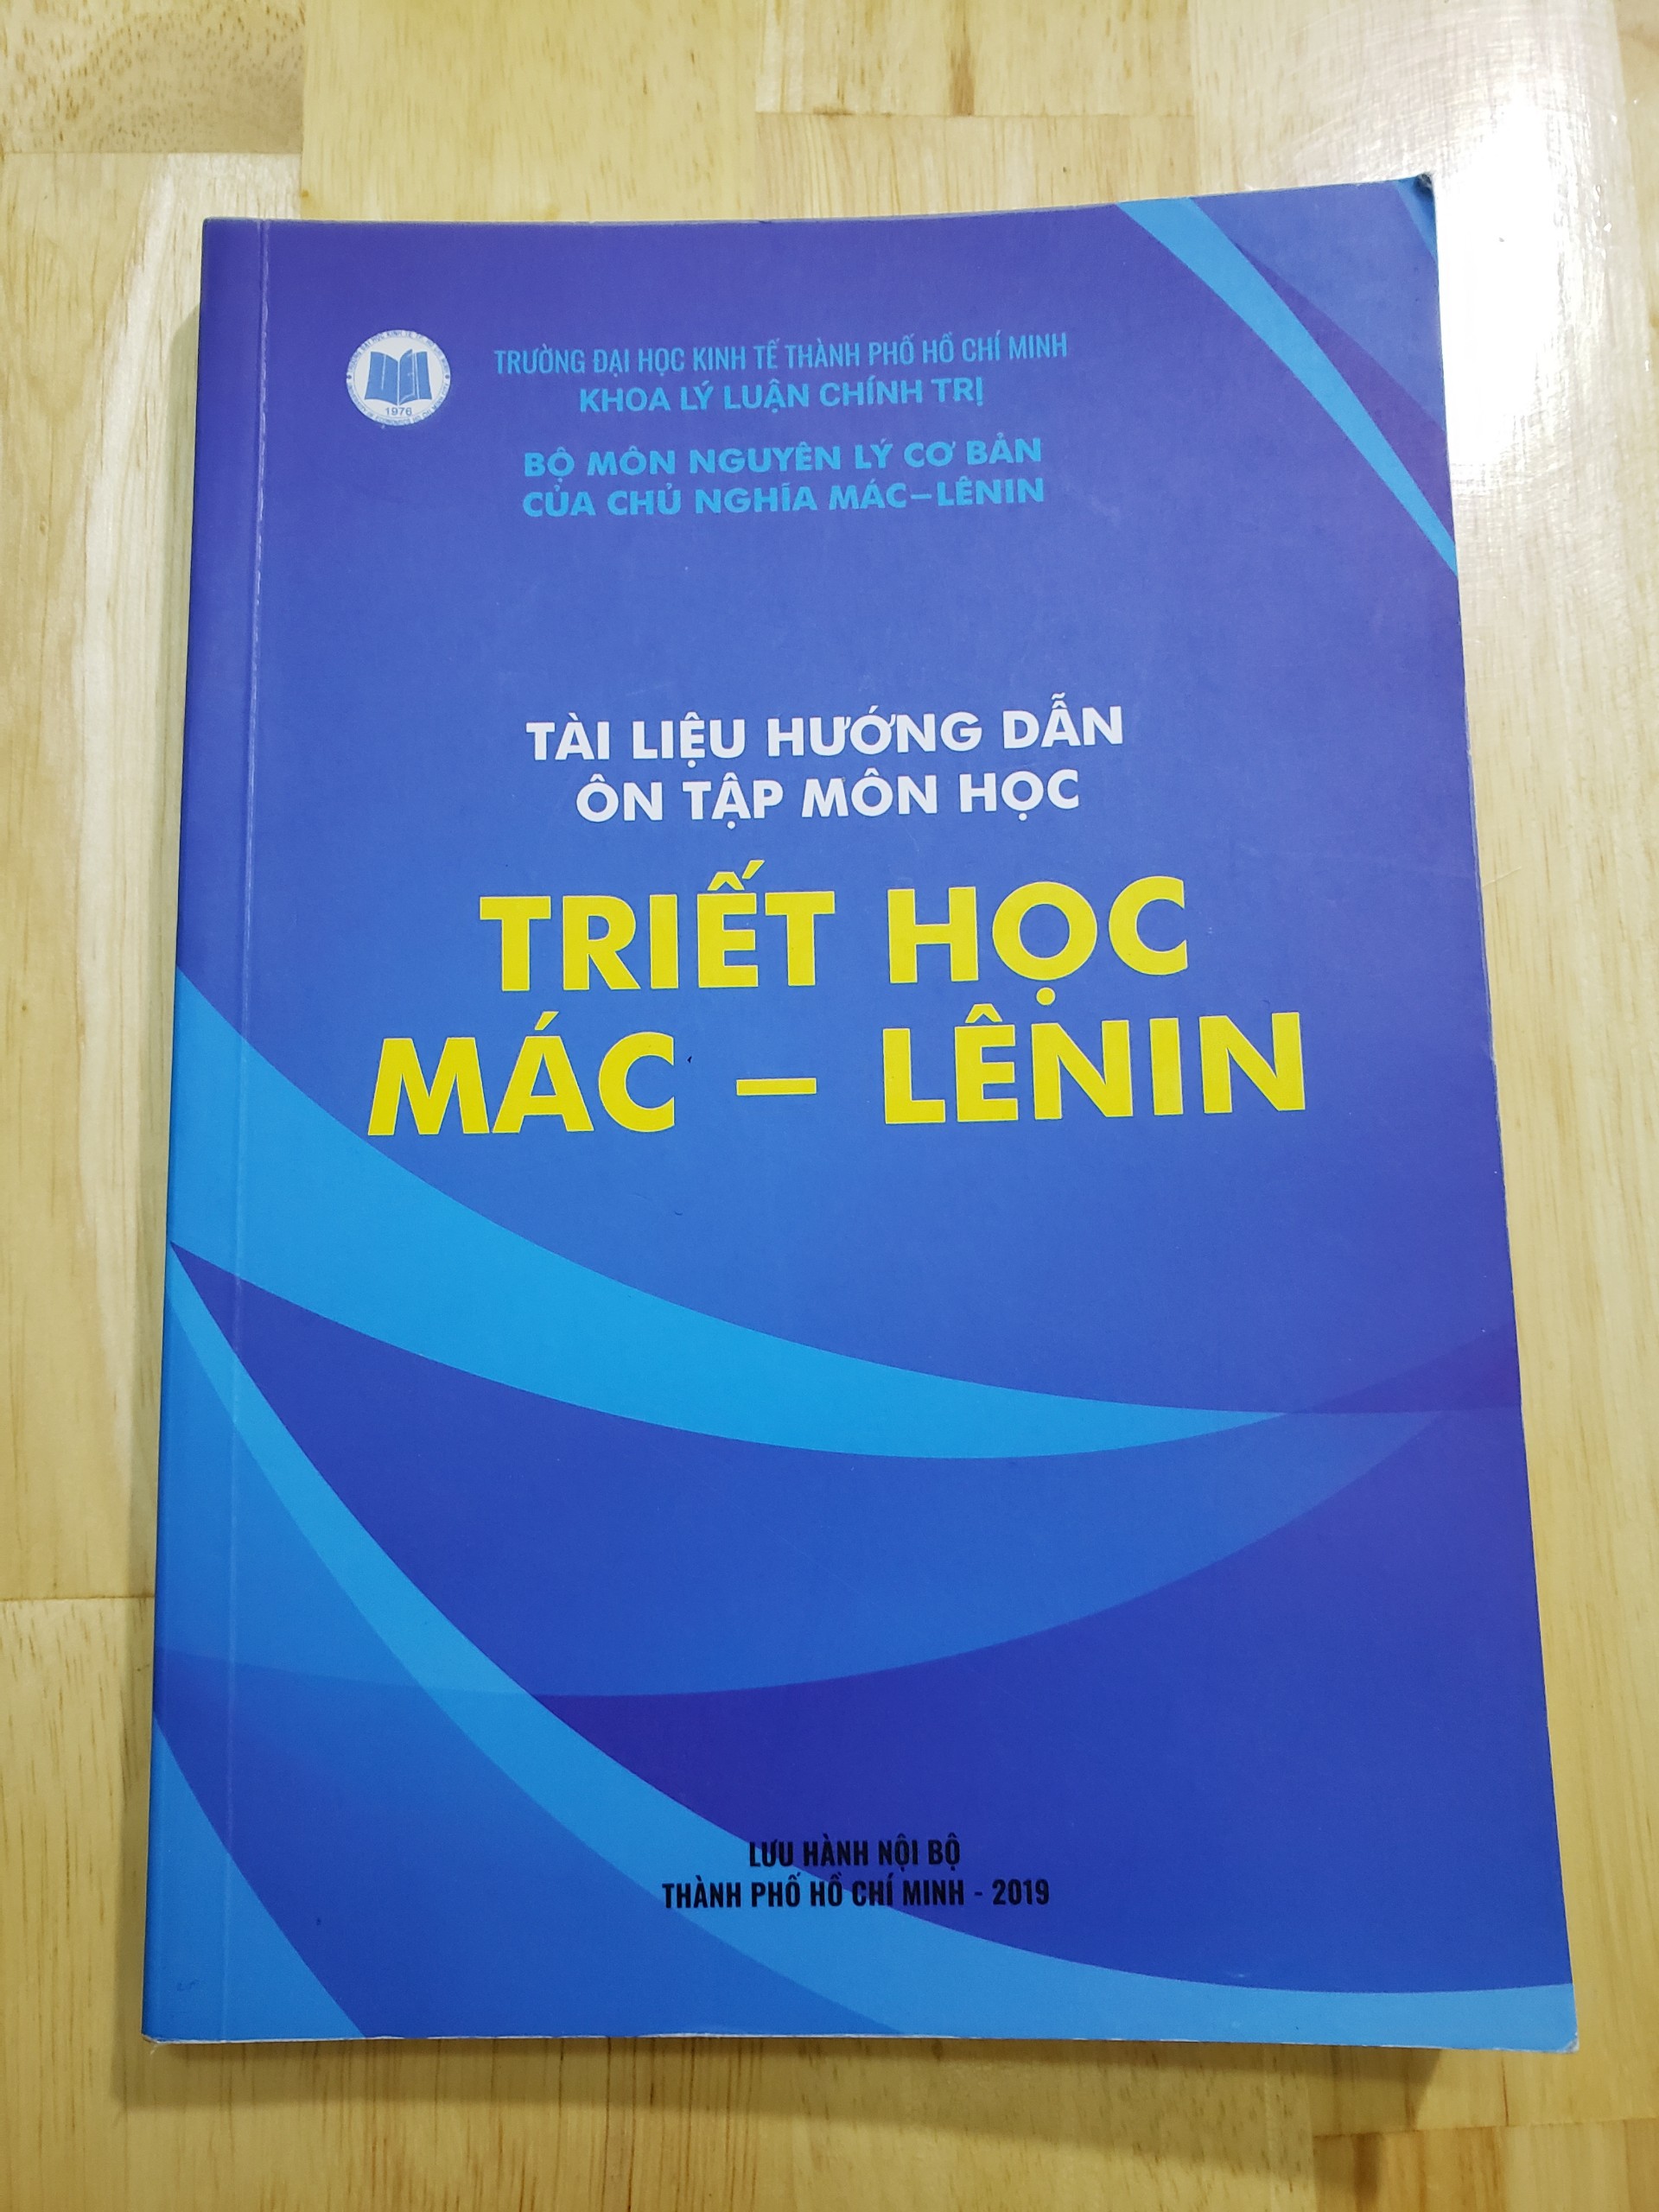 TRƯỜNG ĐẠI HỌC KINH TẾ THÀNH PHỐ HỒ CHÍ MINH
KHOA LÝ LUẬN CHÍNH TRỊ
1976
BỘ MÔN NGUYÊN LÝ CƠ BẢN
CỦA CHỦ NGHĨA MÁC–LÊNIN
TÀI LIỆU HƯỚNG DẪN
ÔN TẬP MÔN HỌC
TRIẾT HỌC
MÁC – LÊNIN
LƯU HÀNH NỘI BỘ
THÀNH PHỐ HỒ CHÍ MINH - 2019